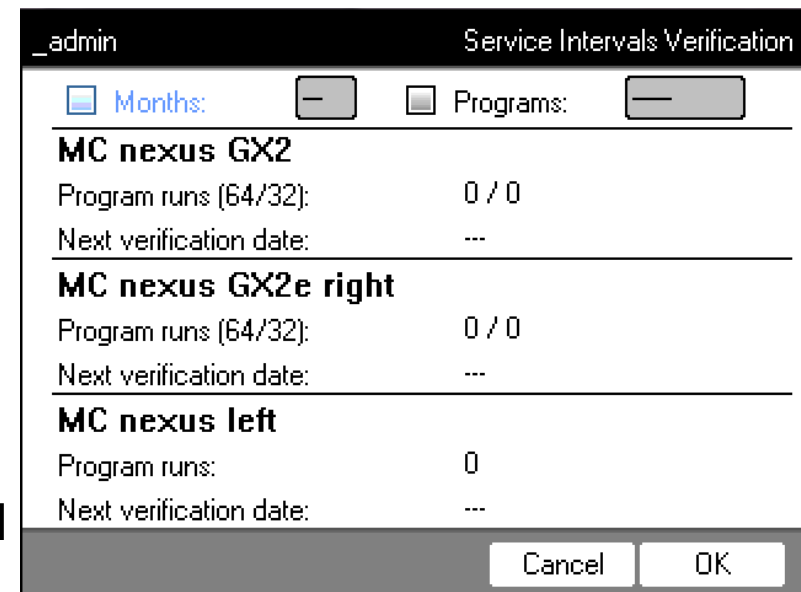 _admin Service Intervals Verification
Months: – Programs: —
MC nexus GX2
Program runs (64/32): 0 / 0
Next verification date: ---
MC nexus GX2e right
Program runs (64/32): 0 / 0
Next verification date: ---
MC nexus left
Program runs: 0
Next verification date: ---
Cancel OK